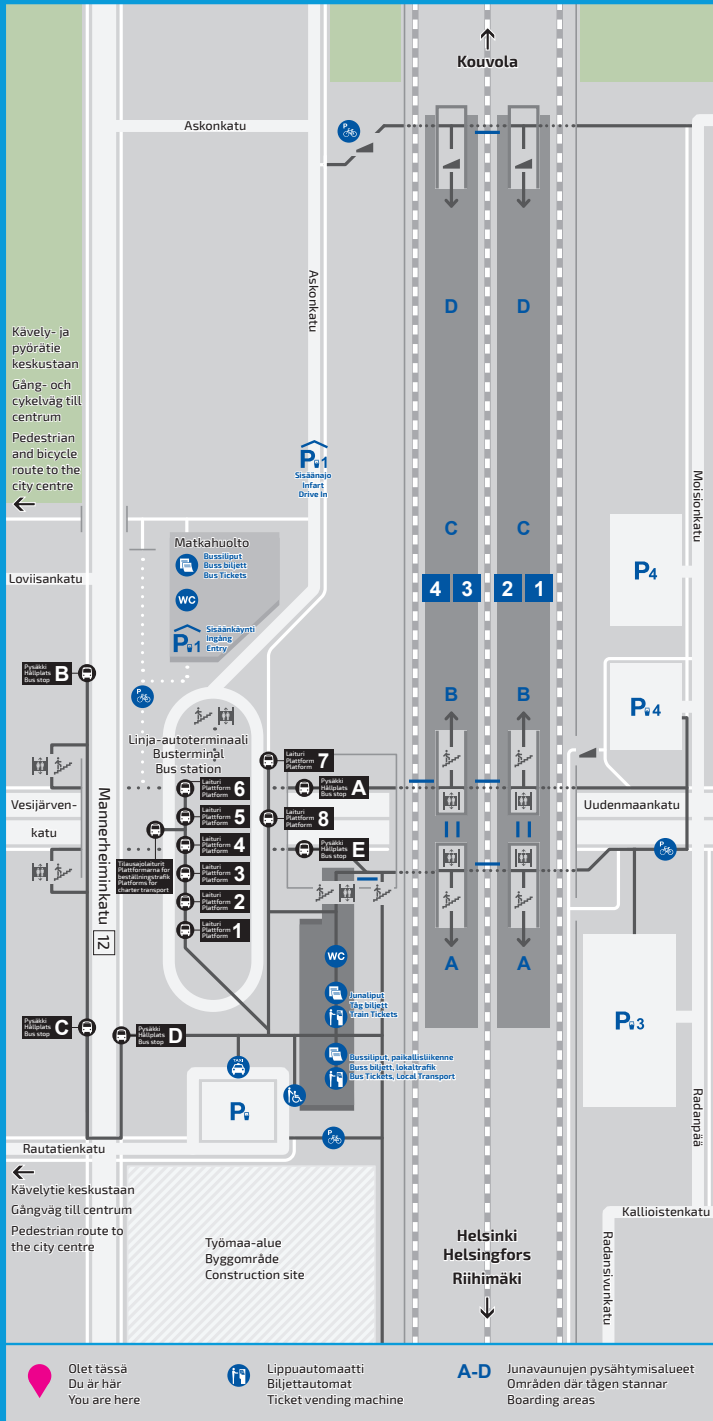 Kouvola
Askonkatu
P
Askonkatu
D
D
Kävely- ja
pyörätie
keskustaan
Gång- och
cykelväg till
centrum
Pedestrian
and bicycle
route to the
city centre
P 1
Sisäänajo
Infart
Drive In
Moisionkatu
Matkahuolto
Bussiliput
Buss biljett
Bus Tickets
WC
P 1
Sisäänkäynti
Ingång
Entry
C
C
4 3
2 1
P4
Loviisankatu
Pysäkki
Hållplats
Bus stop
B
P
B
B
P 4
Linja-autoterminaali
Busterminal
Bus station
Laituri
Plattform
Platform
7
Laituri
Plattform
Platform
6
Pysäkki
Hållplats
Bus stop
A
Vesijärven-
katu
Mannerheiminkatu
12
Laituri
Plattform
Platform
5
Laituri
Plattform
Platform
8
Uudenmaankatu
Laituri
Plattform
Platform
4
Pysäkki
Hållplats
Bus stop
E
P
Tilausajolaiturit
Plattformarna för
beställningstrafik
Platforms for
charter transport
Laituri
Plattform
Platform
3
Laituri
Plattform
Platform
2
Laituri
Plattform
Platform
1
WC
A
A
Junaliput
Tåg biljett
Train Tickets
P 3
Pysäkki
Hållplats
Bus stop
C
Pysäkki
Hållplats
Bus stop
D
TAXI
Bussiliput, paikallisliikenne
Buss biljett, lokaltrafik
Bus Tickets, Local Transport
P
P
Radanpää
Rautatienkatu
Kävelytie keskustaan
Gångväg till centrum
Pedestrian route to
the city centre
Työmaa-alue
Byggområde
Construction site
Helsinki
Helsingfors
Riihimäki
Kallioistenkatu
Radansivunkatu
Olet tässä
Du är här
You are here
Lippuautomaatti
Biljettautomat
Ticket vending machine
A-D
Junavaunujen pysähtymisalueet
Områden där tågen stannar
Boarding areas